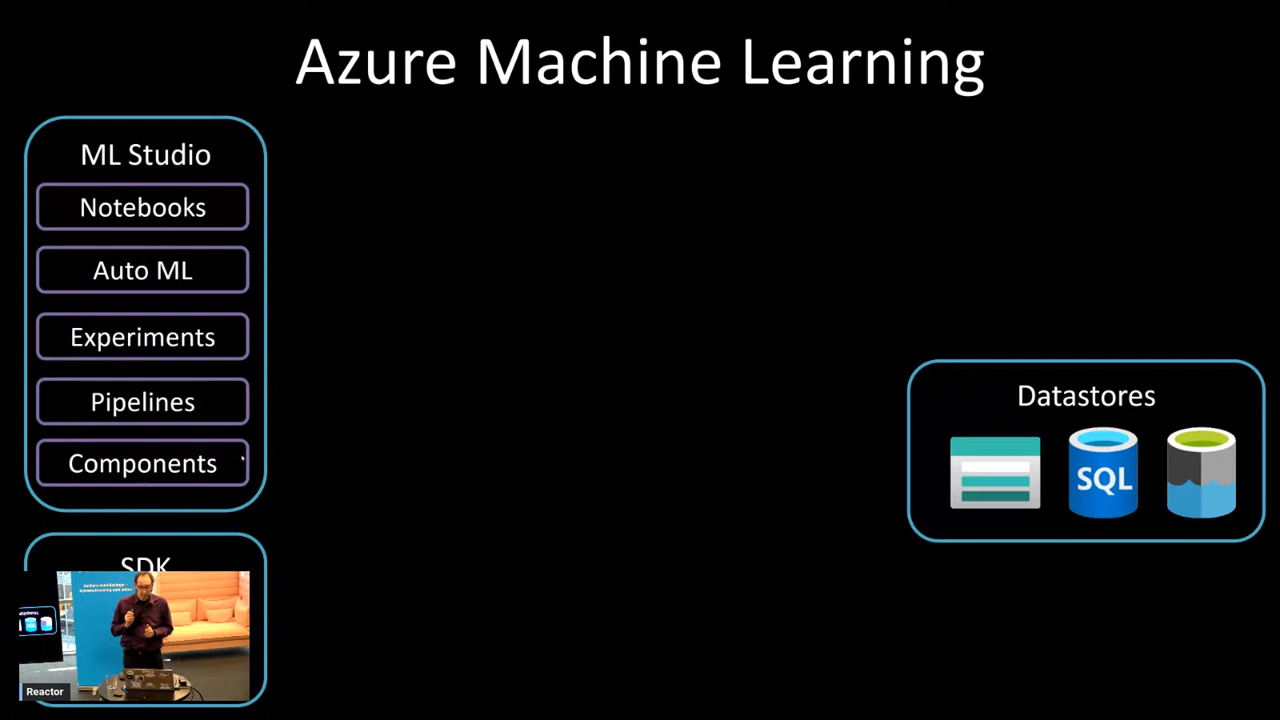 Azure Machine Learning
ML Studio
Notebooks
Auto ML
Experiments
Pipelines
Components
Datastores
SQL
SDK
Reactor